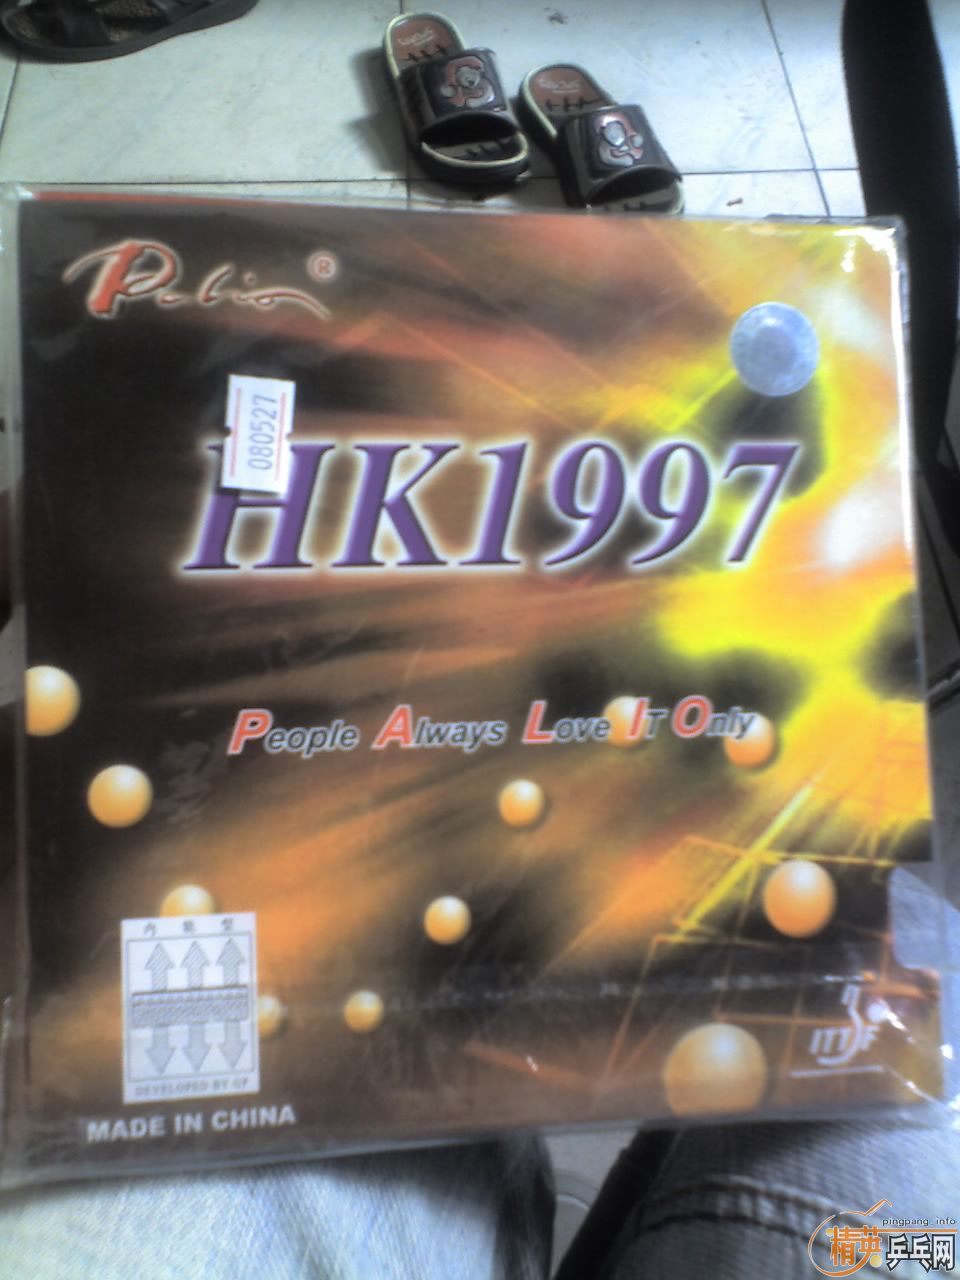 Palio ®
080527
HK1997
People Always Love IT Only
内能型
DEVELOPED BY GP
MADE IN CHINA
ITTF
pingpang.info
精英乒乓网